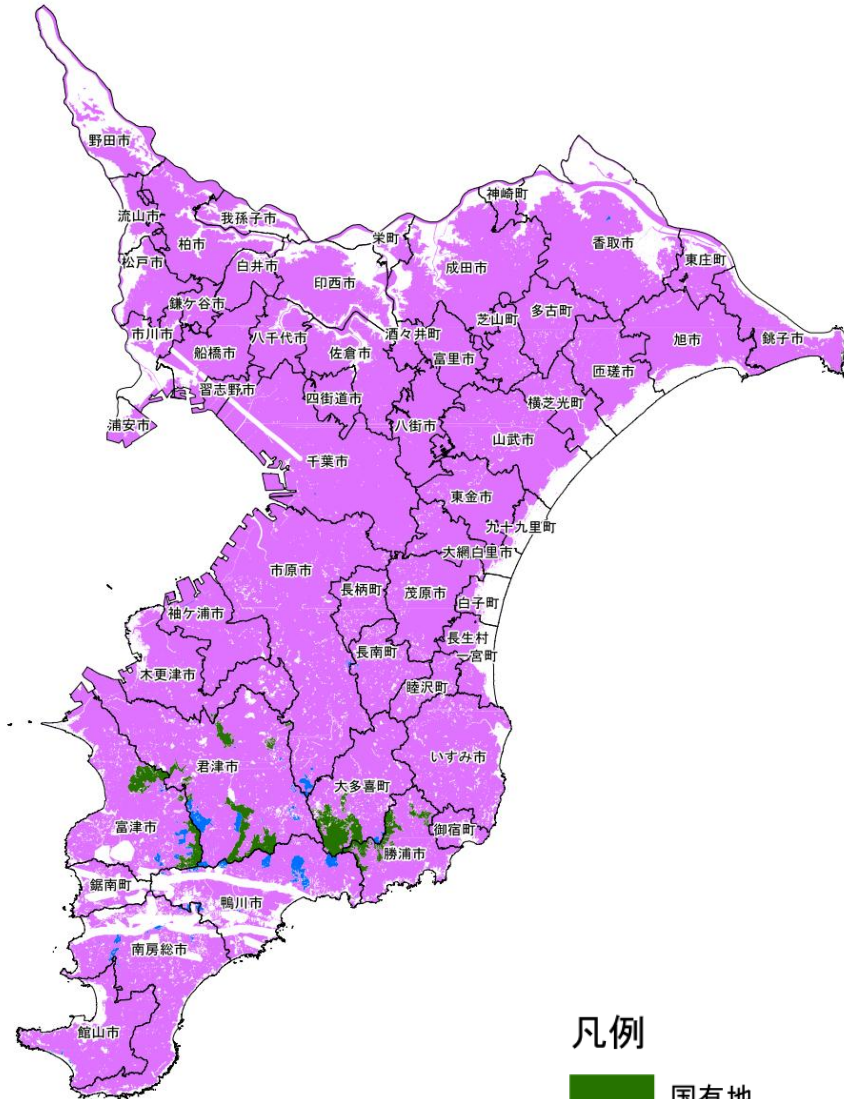 野田市
流山市
我孫子市
柏市
松戸市
白井市
印西市
栄町
神崎町
成田市
香取市
東庄町
鎌ケ谷市
市川市
船橋市
八千代市
佐倉市
酒々井町
富里市
芝山町
多古町
旭市
銚子市
匝瑳市
横芝光町
習志野市
四街道市
八街市
山武市
浦安市
千葉市
東金市
九十九里町
大網白里市
市原市
長柄町
茂原市
白子町
袖ケ浦市
長生村
長南町
一宮町
木更津市
睦沢町
いすみ市
君津市
大多喜町
富津市
御宿町
勝浦市
鋸南町
鴨川市
南房総市
館山市
凡例
国有地